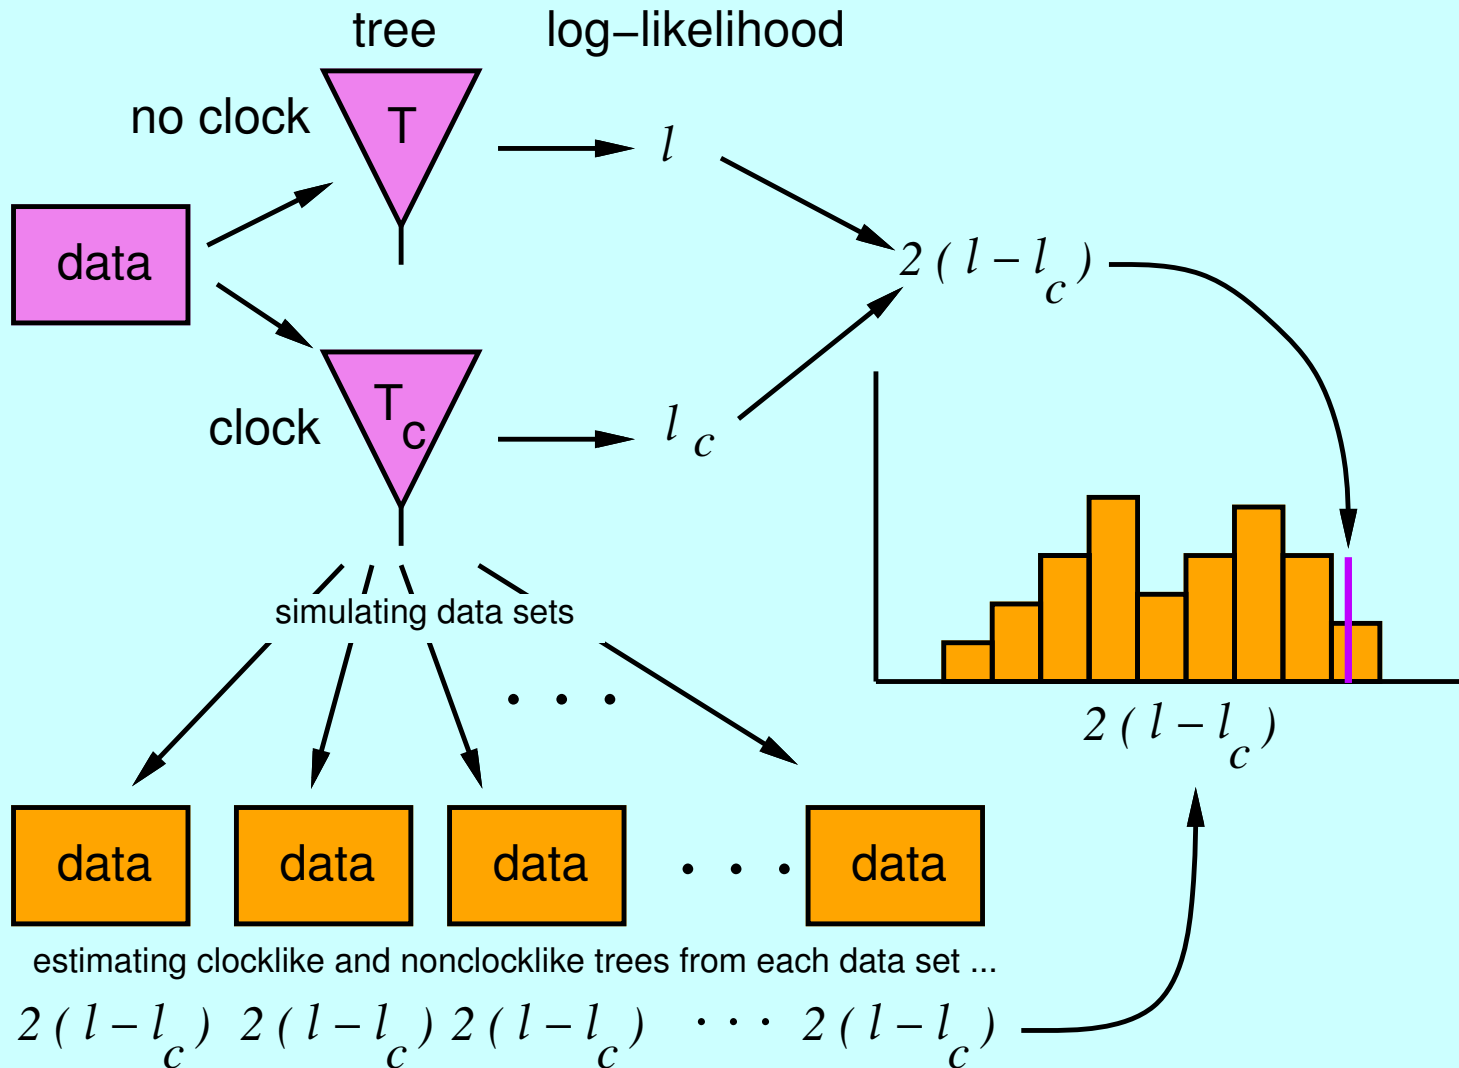 tree log–likelihood
no clock
T
l
data
2 ( l – l c )
clock
T c
l c
simulating data sets
. . .
2 ( l – l c )
data data data . . . data
estimating clocklike and nonclocklike trees from each data set ...
2 ( l – l c ) 2 ( l – l c ) 2 ( l – l c ) . . . 2 ( l – l c )